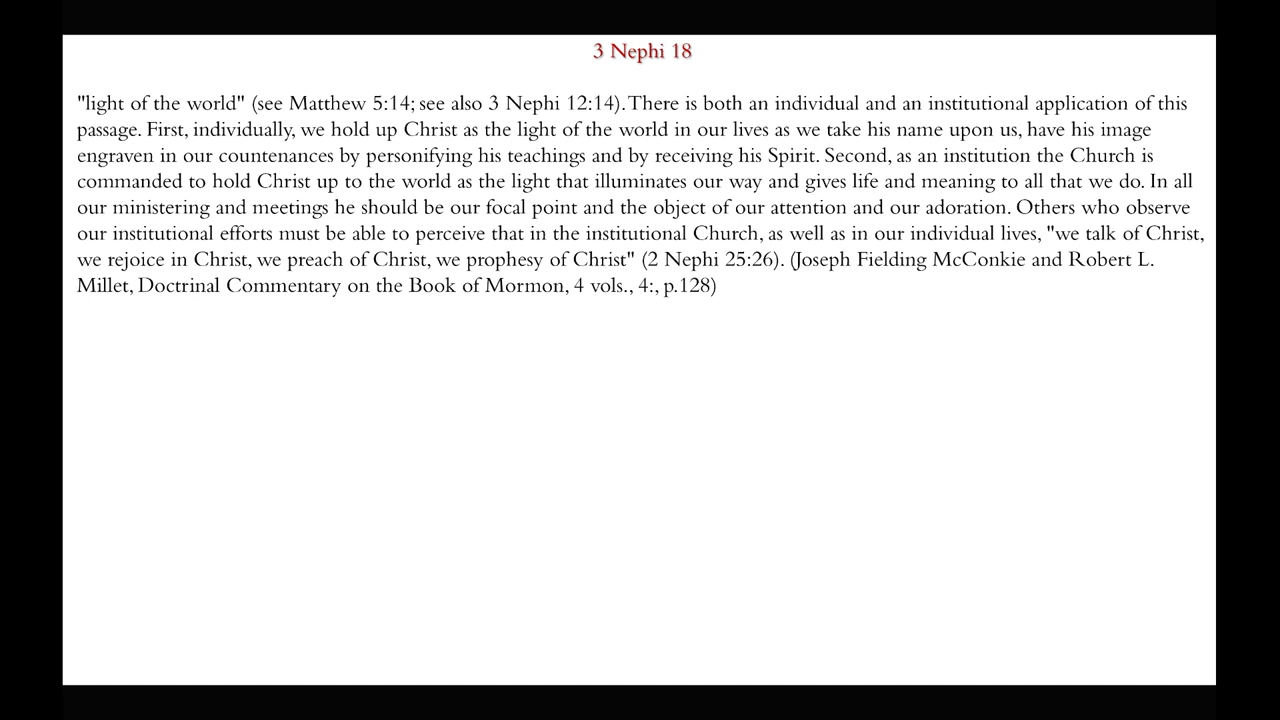 3 Nephi 18
"light of the world" (see Matthew 5:14; see also 3 Nephi 12:14). There is both an individual and an institutional application of this
passage. First, individually, we hold up Christ as the light of the world in our lives as we take his name upon us, have his image
engraven in our countenances by personifying his teachings and by receiving his Spirit. Second, as an institution the Church is
commanded to hold Christ up to the world as the light that illuminates our way and gives life and meaning to all that we do. In all
our ministering and meetings he should be our focal point and the object of our attention and our adoration. Others who observe
our institutional efforts must be able to perceive that in the institutional Church, as well as in our individual lives, "we talk of Christ,
we rejoice in Christ, we preach of Christ, we prophesy of Christ" (2 Nephi 25:26). (Joseph Fielding McConkie and Robert L.
Millet, Doctrinal Commentary on the Book of Mormon, 4 vols., 4:, p.128)